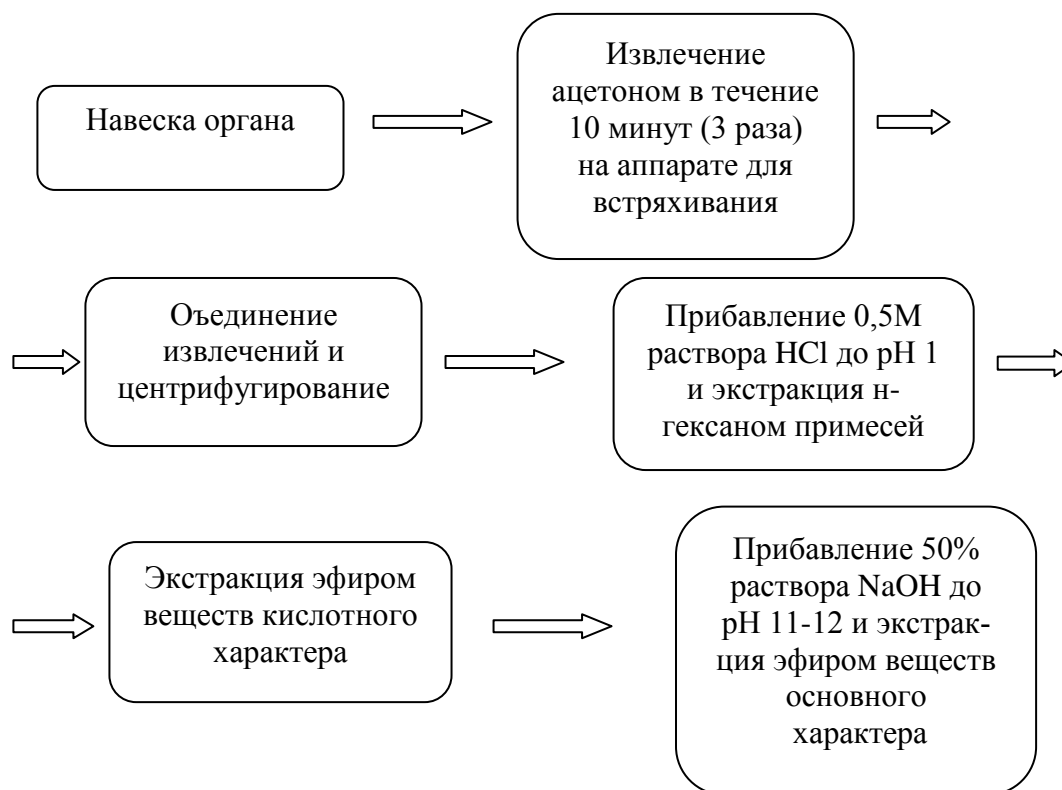 Навеска органа
Извлечение
ацетоном в течение
10 минут (3 раза)
на аппарате для
встряхивания
Оъединение
извлечений и
центрифугирование
Прибавление 0,5М
раствора HCl до pH 1
и экстракция н-
гексаном примесей
Экстракция эфиром
веществ кислотного
характера
Прибавление 50%
раствора NaOH до
pH 11-12 и экстрак-
ция эфиром веществ
основного
характера